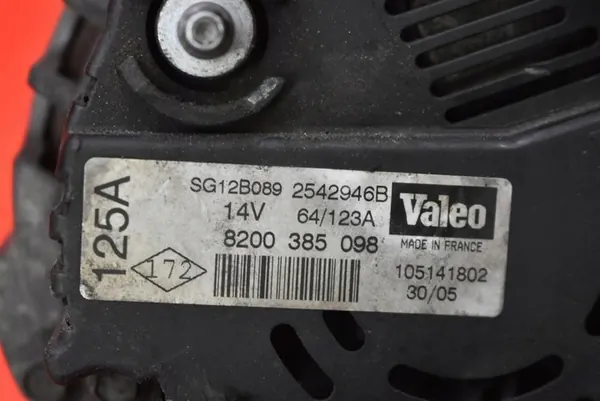 125A
SG12B089 2542946B
14V 64/123A
8200 385 098
172
Valeo
MADE IN FRANCE
105141802
30/05